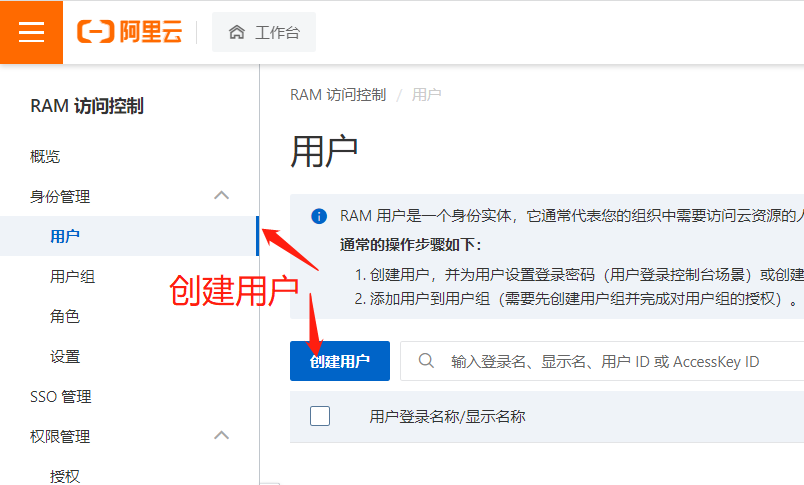 阿里云
工作台
RAM 访问控制
概览
身份管理
用户
用户组
角色
设置
SSO 管理
权限管理
授权
RAM 访问控制 / 用户
用户
RAM 用户是一个身份实体，它通常代表您的组织中需要访问云资源的人
通常的操作步骤如下：
1. 创建用户，并为用户设置登录密码（用户登录控制台场景）或创建
2. 添加用户到用户组（需要先创建用户组并完成对用户组的授权）。
创建用户
创建用户
输入登录名、显示名、用户 ID 或 AccessKey ID
用户登录名称/显示名称